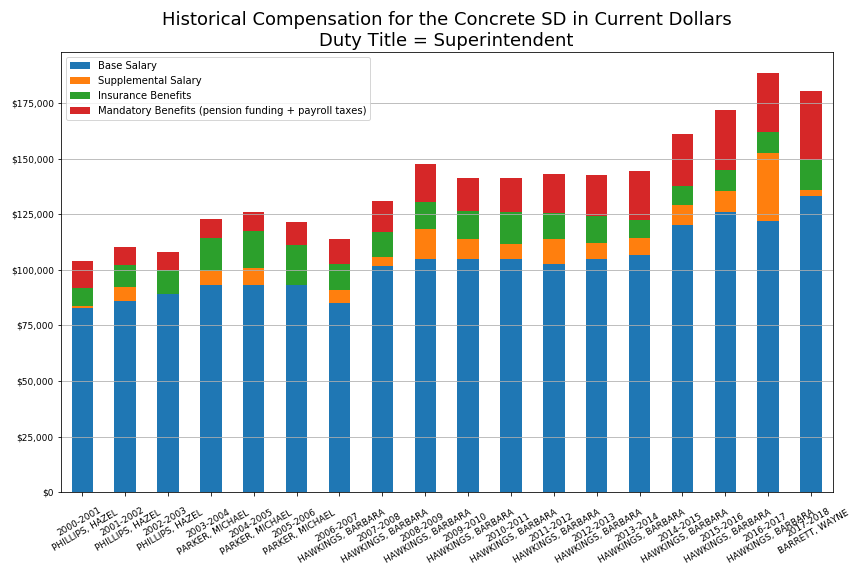 Historical Compensation for the Concrete SD in Current Dollars
Duty Title = Superintendent
Base Salary
Supplemental Salary
Insurance Benefits
Mandatory Benefits (pension funding + payroll taxes)
$175,000
$150,000
$125,000
$100,000
$75,000
$50,000
$25,000
$0
2000-2001
PHILLIPS, HAZEL
2001-2002
PHILLIPS, HAZEL
2002-2003
PHILLIPS, HAZEL
2003-2004
PARKER, MICHAEL
2004-2005
PARKER, MICHAEL
2005-2006
PARKER, MICHAEL
2006-2007
HAWKINGS, BARBARA
2007-2008
HAWKINGS, BARBARA
2008-2009
HAWKINGS, BARBARA
2009-2010
HAWKINGS, BARBARA
2010-2011
HAWKINGS, BARBARA
2011-2012
HAWKINGS, BARBARA
2012-2013
HAWKINGS, BARBARA
2013-2014
HAWKINGS, BARBARA
2014-2015
HAWKINGS, BARBARA
2015-2016
HAWKINGS, BARBARA
2016-2017
HAWKINGS, BARBARA
2017-2018
BARRETT, WAYNE